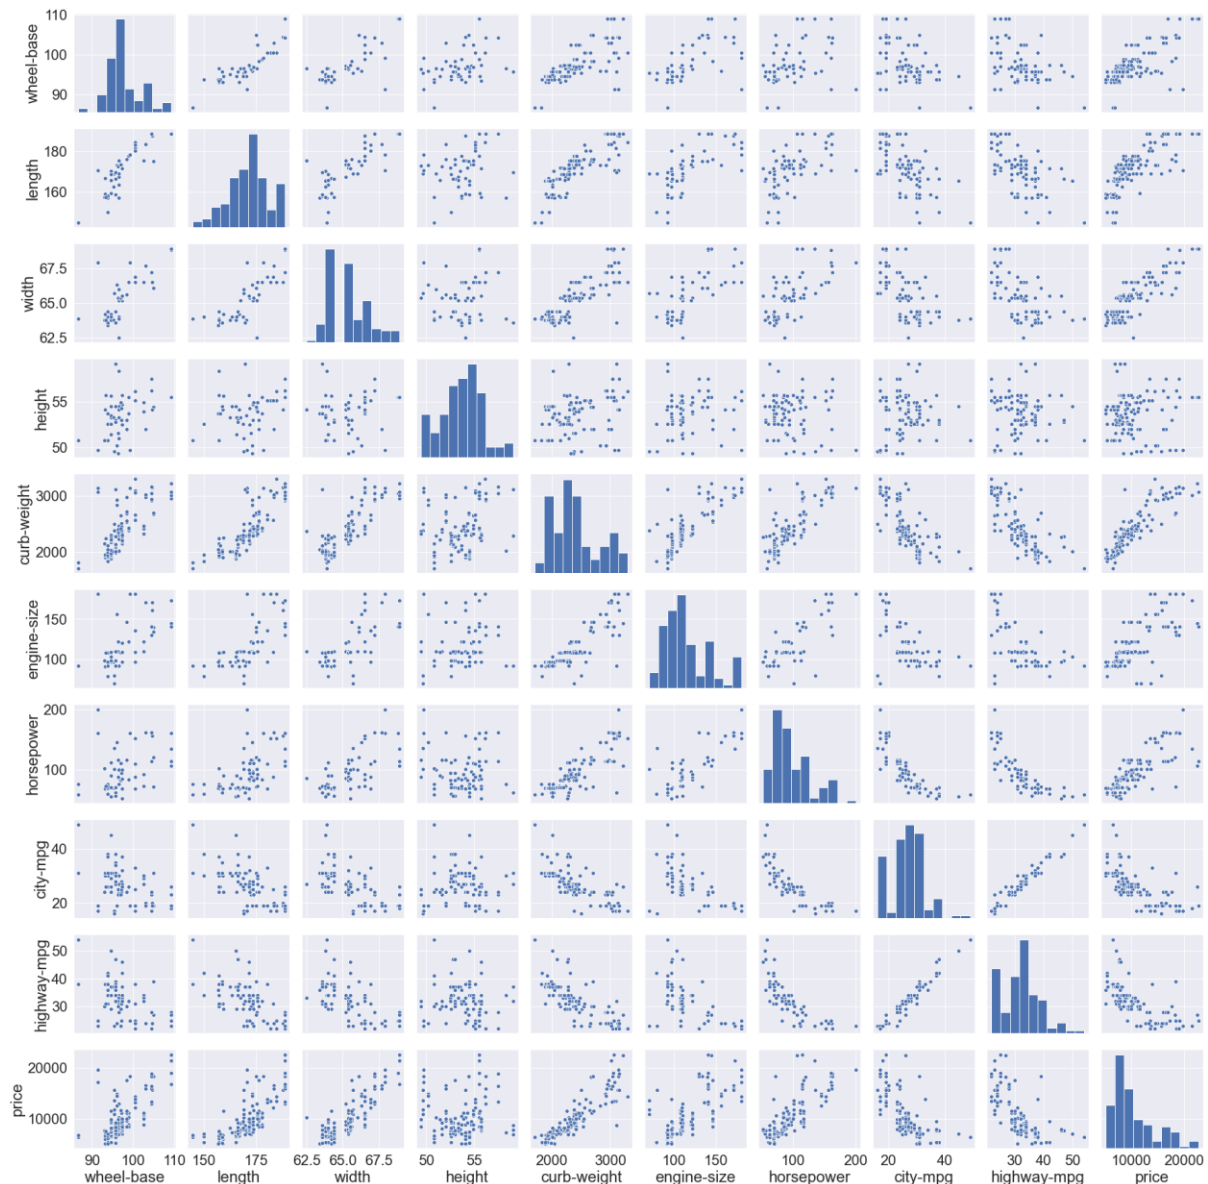 110
100
90
wheel-base
180
160
length
67.5
65.0
62.5
width
55
50
height
3000
2000
curb-weight
150
100
engine-size
200
100
horsepower
40
20
city-mpg
50
40
30
highway-mpg
20000
10000
price
90 100 110 150 175 62.5 65.0 67.5 50 55 2000 3000 100 150 100 200 20 40 30 40 50 10000 20000
wheel-base length width height curb-weight engine-size horsepower city-mpg highway-mpg price